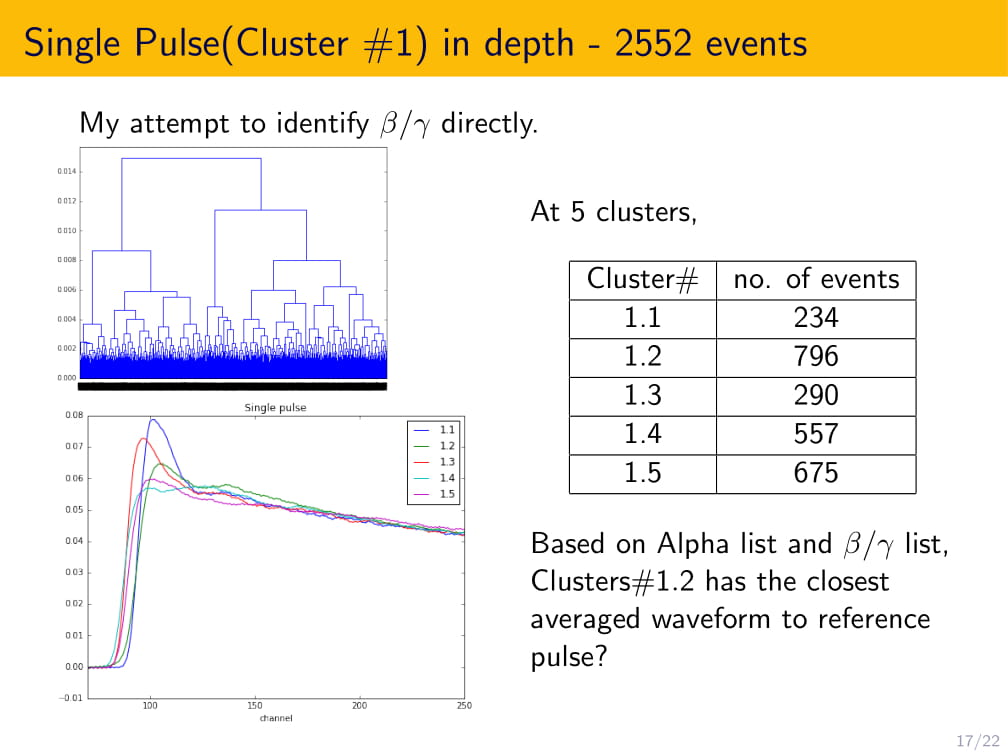 Single Pulse(Cluster #1) in depth - 2552 events
My attempt to identify β/γ directly.
0.014
0.012
0.010
0.008
0.006
0.004
0.002
0.000
Single pulse
0.08
0.07
0.06
0.05
0.04
0.03
0.02
0.01
0.00
−0.01
1.1
1.2
1.3
1.4
1.5
100 150 200 250
channel
At 5 clusters,
Cluster# no. of events
1.1 234
1.2 796
1.3 290
1.4 557
1.5 675
Based on Alpha list and β/γ list,
Clusters#1.2 has the closest
averaged waveform to reference
pulse?
17/22